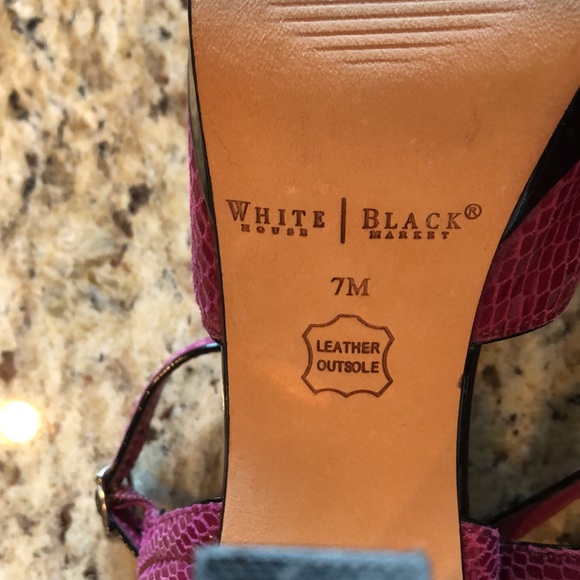 WHITE | BLACK®
HOUSE MARKET
7M
LEATHER
OUTSOLE